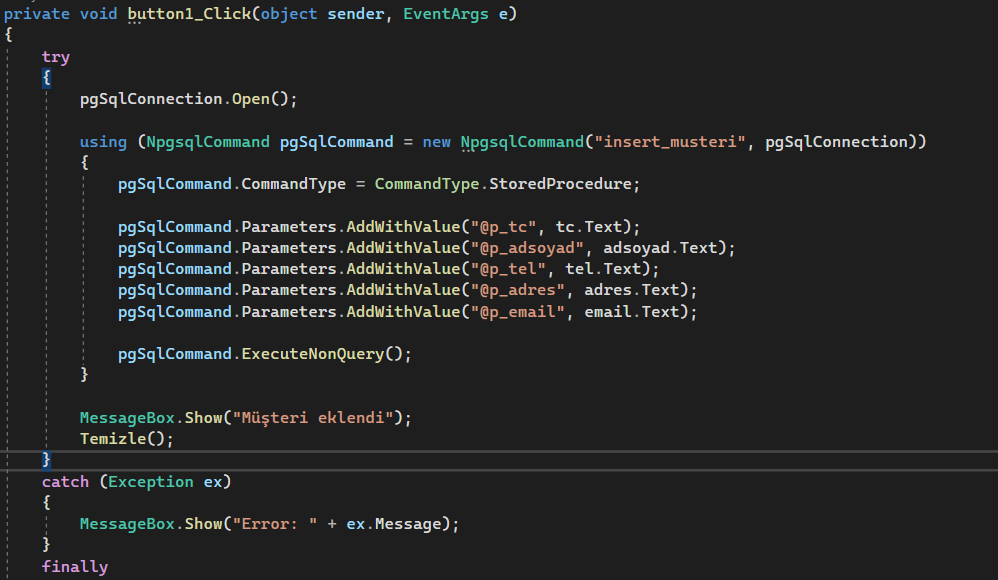 private void button1_Click(object sender, EventArgs e)
{
try
{
pgSqlConnection.Open();
using (NpgsqlCommand pgSqlCommand = new NpgsqlCommand("insert_musteri", pgSqlConnection))
{
pgSqlCommand.CommandType = CommandType.StoredProcedure;
pgSqlCommand.Parameters.AddWithValue("@p_tc", tc.Text);
pgSqlCommand.Parameters.AddWithValue("@p_adsoyad", adsoyad.Text);
pgSqlCommand.Parameters.AddWithValue("@p_tel", tel.Text);
pgSqlCommand.Parameters.AddWithValue("@p_adres", adres.Text);
pgSqlCommand.Parameters.AddWithValue("@p_email", email.Text);
pgSqlCommand.ExecuteNonQuery();
}
MessageBox.Show("Müşteri eklendi");
Temizle();
}
catch (Exception ex)
{
MessageBox.Show("Error: " + ex.Message);
}
finally